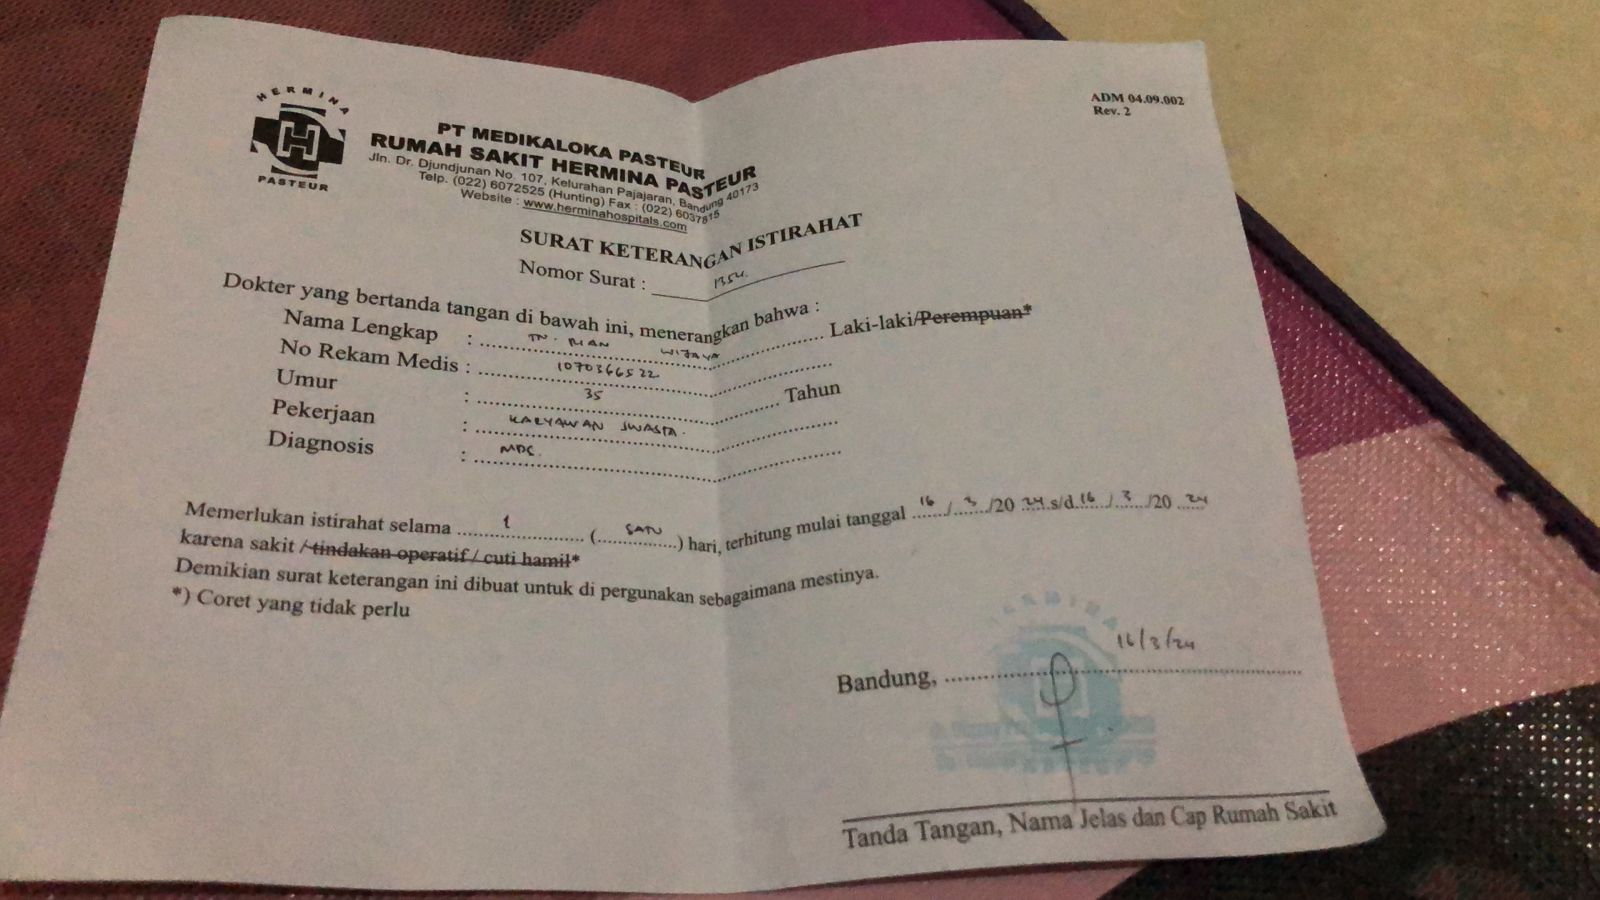 HERMINA
PASTEUR
ADM 04.09.002
Rev. 2
PT MEDIKALOKA PASTEUR
RUMAH SAKIT HERMINA PASTEUR
Jln. Dr. Djundjunan No. 107, Kelurahan Pajajaran, Bandung 40173
Telp. (022) 6072525 (Hunting) Fax : (022) 6037815
Website : www.herminahospitals.com
SURAT KETERANGAN ISTIRAHAT
Nomor Surat : 1354.
Dokter yang bertanda tangan di bawah ini, menerangkan bahwa :
Nama Lengkap : TN. RIAN WIJAYA Laki-laki/Perempuan*
No Rekam Medis : 1070366522
Umur : 35 Tahun
Pekerjaan : KARYAWAN SWASTA.
Diagnosis :
Memerlukan istirahat selama 1 (SATU) hari, terhitung mulai tanggal 16/3/20 24 s/d 16/3/20 24
karena sakit / tindakan operatif / cuti hamil*
Demikian surat keterangan ini dibuat untuk di pergunakan sebagaimana mestinya.
*) Coret yang tidak perlu
Bandung, 16/3/24
Tanda Tangan, Nama Jelas dan Cap Rumah Sakit